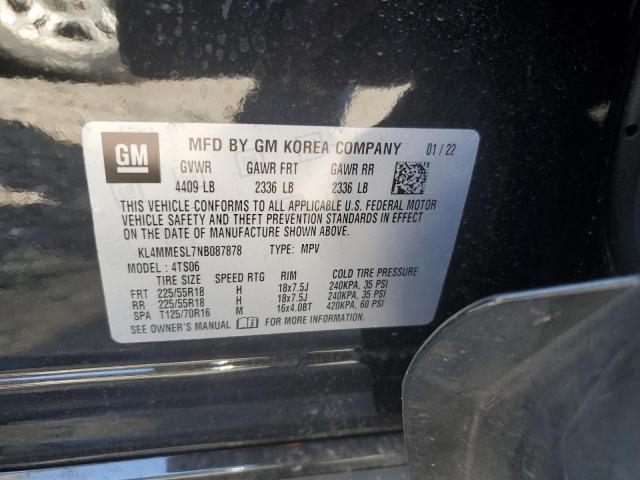 GM MFD BY GM KOREA COMPANY 01/22
GVWR GAWR FRT GAWR RR
4409 LB 2336 LB 2336 LB
THIS VEHICLE CONFORMS TO ALL APPLICABLE U.S. FEDERAL MOTOR
VEHICLE SAFETY AND THEFT PREVENTION STANDARDS IN EFFECT
ON THE DATE OF MANUFACTURE SHOWN ABOVE.
KL4MMESL7NB087878 TYPE: MPV
MODEL: 4TS06
TIRE SIZE SPEED RTG RIM COLD TIRE PRESSURE
FRT 225/55R18 H 18x7.5J 240KPA, 35 PSI
RR 225/55R18 H 18x7.5J 240KPA, 35 PSI
SPA T125/70R16 M 16x4.0BT 420KPA, 60 PSI
SEE OWNER'S MANUAL FOR MORE INFORMATION.